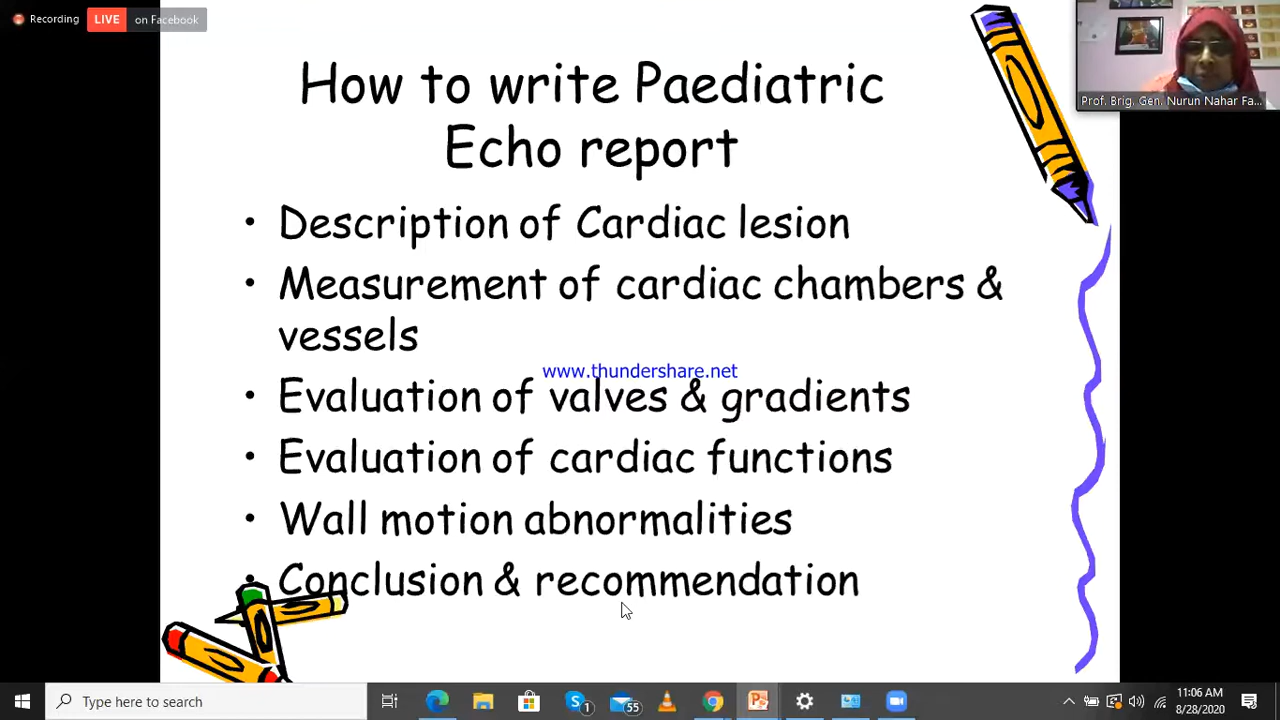 Recording
LIVE on Facebook
Prof. Brig. Gen. Nurun Nahar Fa...
How to write Paediatric
Echo report
• Description of Cardiac lesion
• Measurement of cardiac chambers &
vessels
www.thundershare.net
• Evaluation of valves & gradients
• Evaluation of cardiac functions
• Wall motion abnormalities
• Conclusion & recommendation
Type here to search
1
55
11:06 AM
8/28/2020